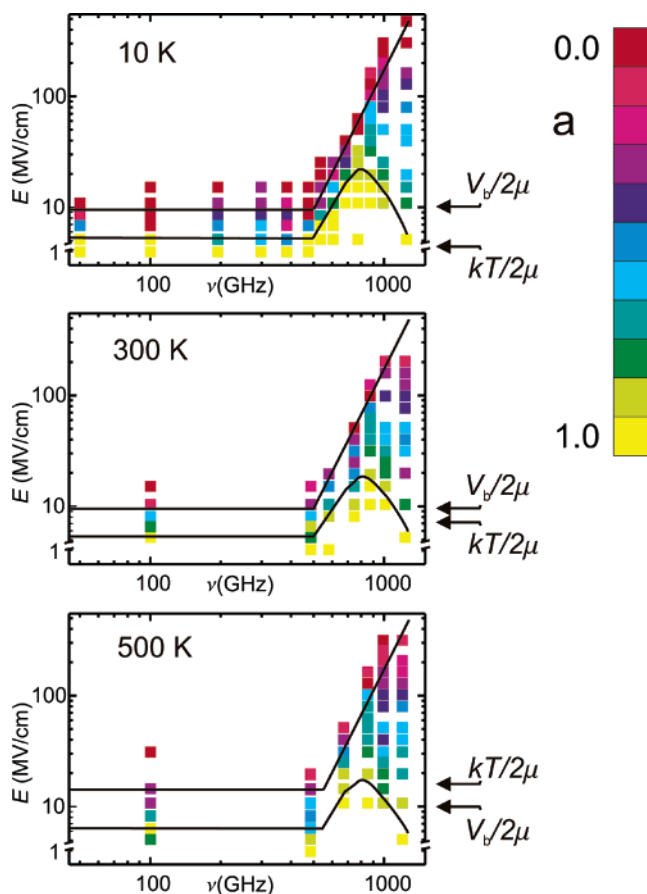 10 K
E (MV/cm)
100
10
1
100
ν(GHz)
1000
V_b/2μ
kT/2μ
300 K
E (MV/cm)
100
10
1
100
ν(GHz)
1000
V_b/2μ
kT/2μ
500 K
E (MV/cm)
100
10
1
100
ν(GHz)
1000
kT/2μ
V_b/2μ
0.0
a
1.0